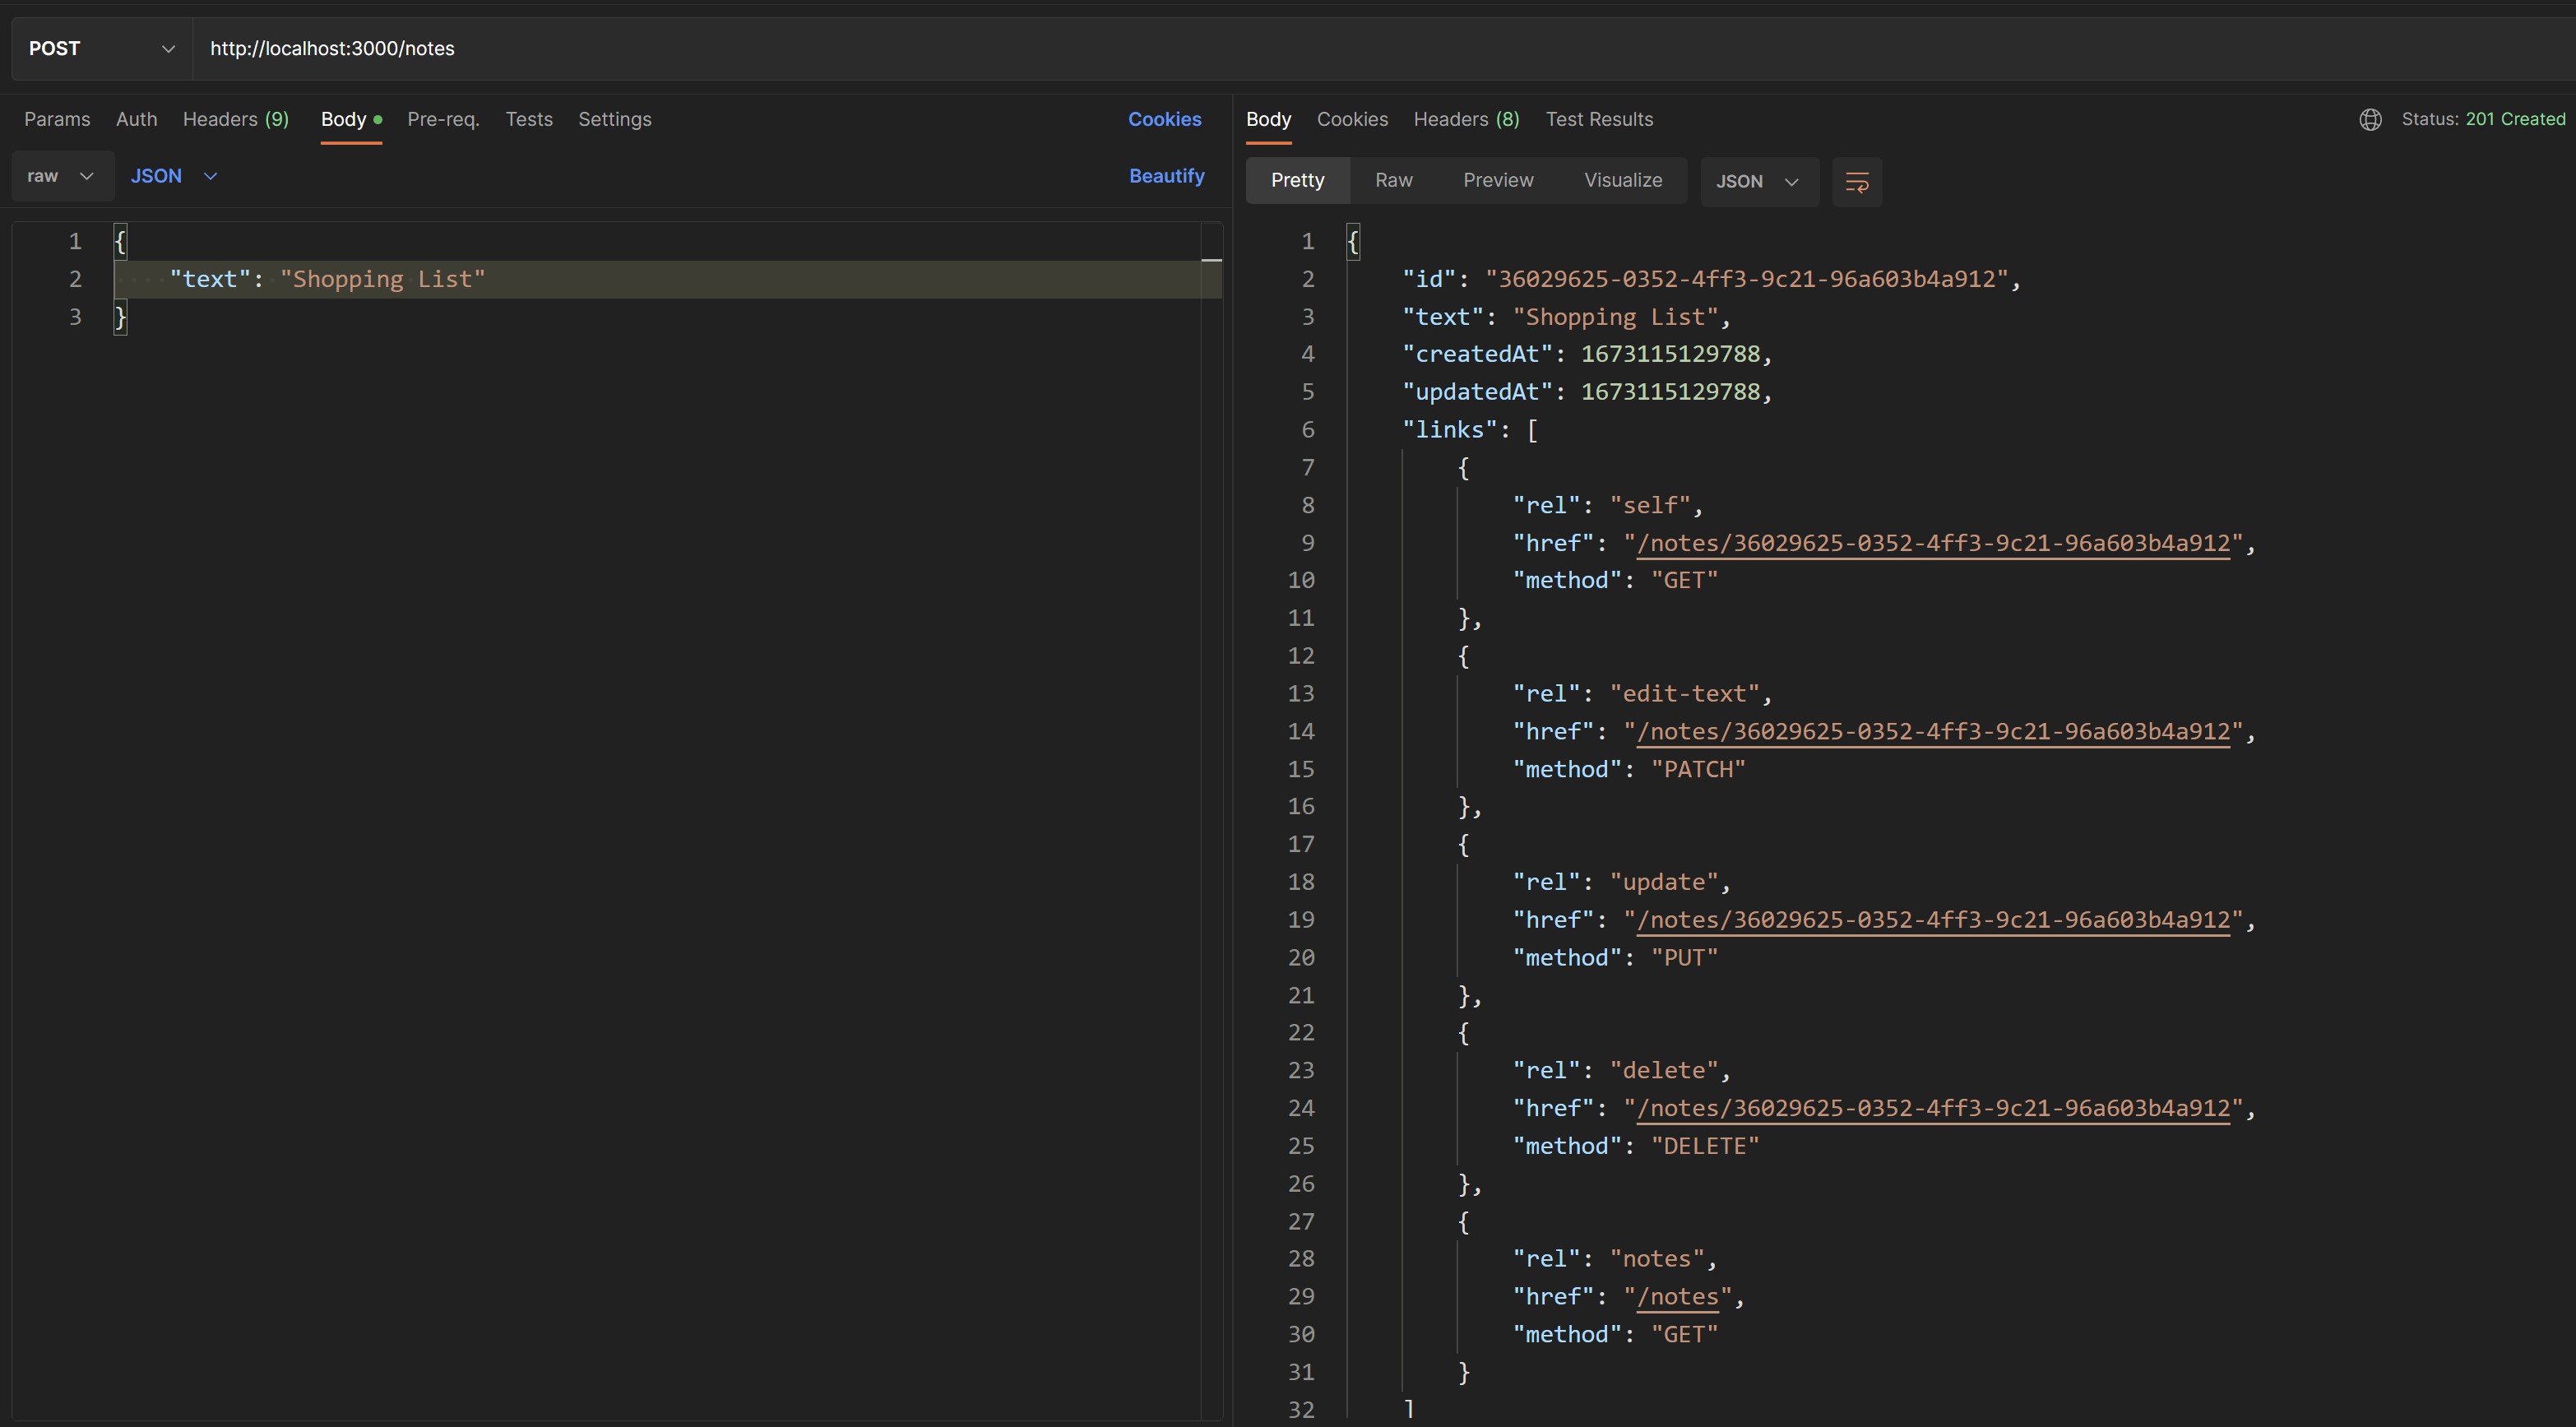 POST http://localhost:3000/notes
Params Auth Headers (9) Body Pre-req. Tests Settings Cookies
raw JSON Beautify
1 {
2 "text": "Shopping List"
3 }
Body Cookies Headers (8) Test Results Status: 201 Created
Pretty Raw Preview Visualize JSON
1 {
2 "id": "36029625-0352-4ff3-9c21-96a603b4a912",
3 "text": "Shopping List",
4 "createdAt": 1673115129788,
5 "updatedAt": 1673115129788,
6 "links": [
7 {
8 "rel": "self",
9 "href": "/notes/36029625-0352-4ff3-9c21-96a603b4a912",
10 "method": "GET"
11 },
12 {
13 "rel": "edit-text",
14 "href": "/notes/36029625-0352-4ff3-9c21-96a603b4a912",
15 "method": "PATCH"
16 },
17 {
18 "rel": "update",
19 "href": "/notes/36029625-0352-4ff3-9c21-96a603b4a912",
20 "method": "PUT"
21 },
22 {
23 "rel": "delete",
24 "href": "/notes/36029625-0352-4ff3-9c21-96a603b4a912",
25 "method": "DELETE"
26 },
27 {
28 "rel": "notes",
29 "href": "/notes",
30 "method": "GET"
31 }
32 ]